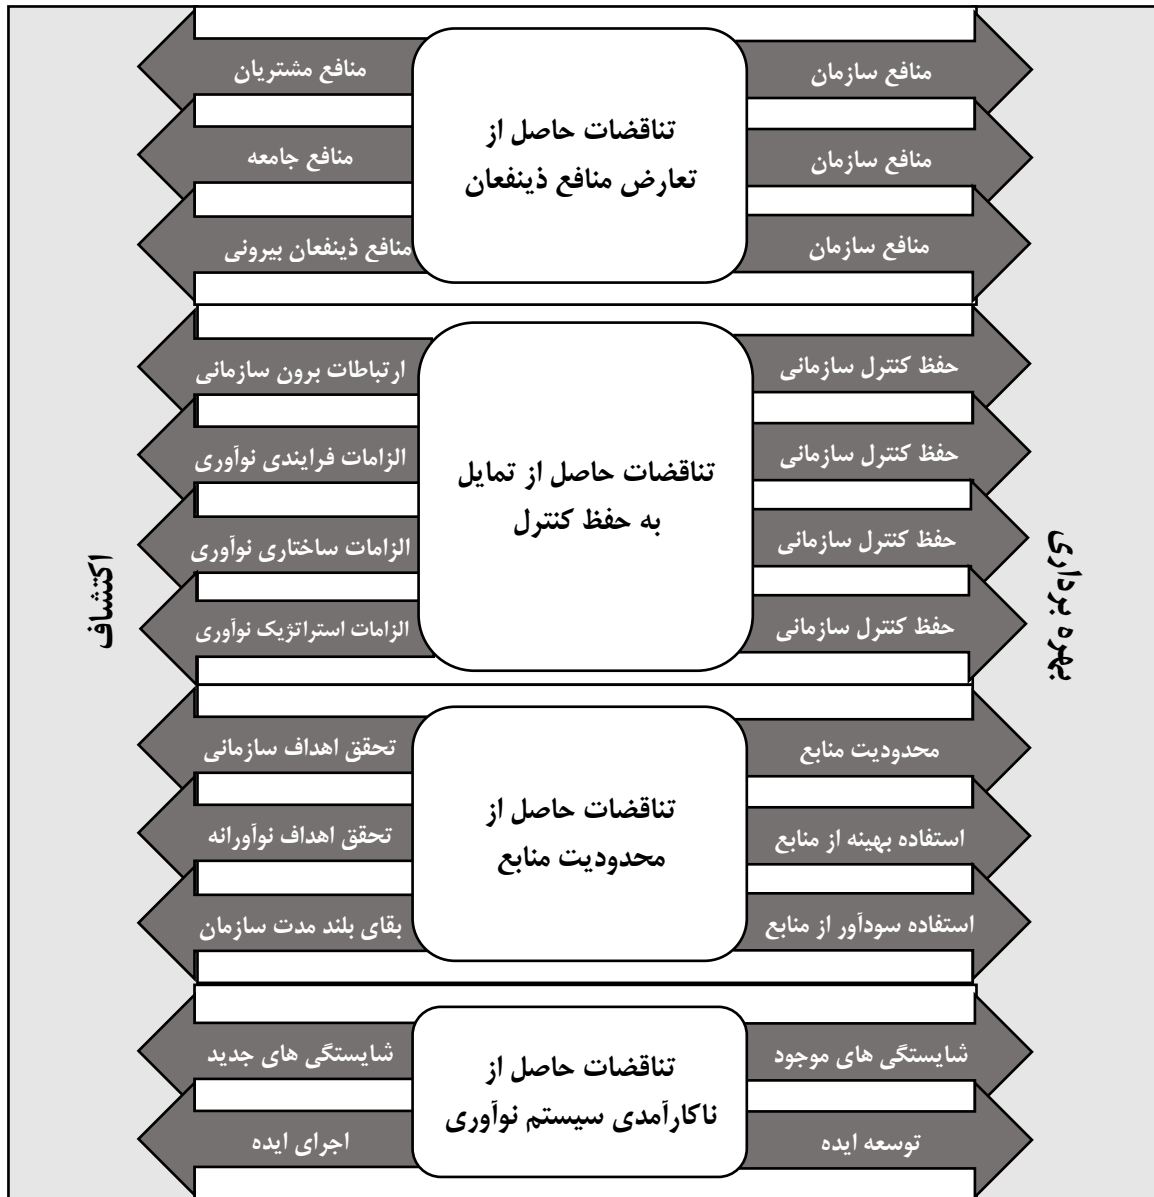 بهره برداری
اکتشاف
تناقضات حاصل از
تعارض منافع ذینفعان
منافع سازمان
منافع مشتریان
منافع سازمان
منافع جامعه
منافع سازمان
منافع ذینفعان بیرونی
تناقضات حاصل از تمایل
به حفظ کنترل
حفظ کنترل سازمانی
ارتباطات برون سازمانی
حفظ کنترل سازمانی
الزامات فرایندی نوآوری
حفظ کنترل سازمانی
الزامات ساختاری نوآوری
حفظ کنترل سازمانی
الزامات استراتژیک نوآوری
تناقضات حاصل از
محدودیت منابع
محدودیت منابع
تحقق اهداف سازمانی
استفاده بهینه از منابع
تحقق اهداف نوآورانه
استفاده سودآور از منابع
بقای بلند مدت سازمان
تناقضات حاصل از
ناکارآمدی سیستم نوآوری
شایستگی های موجود
شایستگی های جدید
توسعه ایده
اجرای ایده